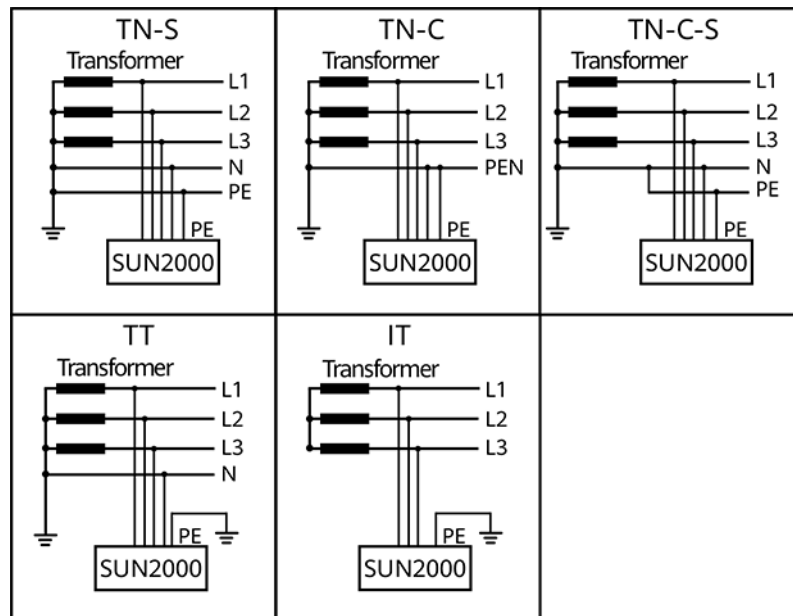 TN-S
Transformer
L1
L2
L3
N
PE
PE
SUN2000
TN-C
Transformer
L1
L2
L3
PEN
PE
SUN2000
TN-C-S
Transformer
L1
L2
L3
N
PE
PE
SUN2000
TT
Transformer
L1
L2
L3
N
PE
SUN2000
IT
Transformer
L1
L2
L3
PE
SUN2000